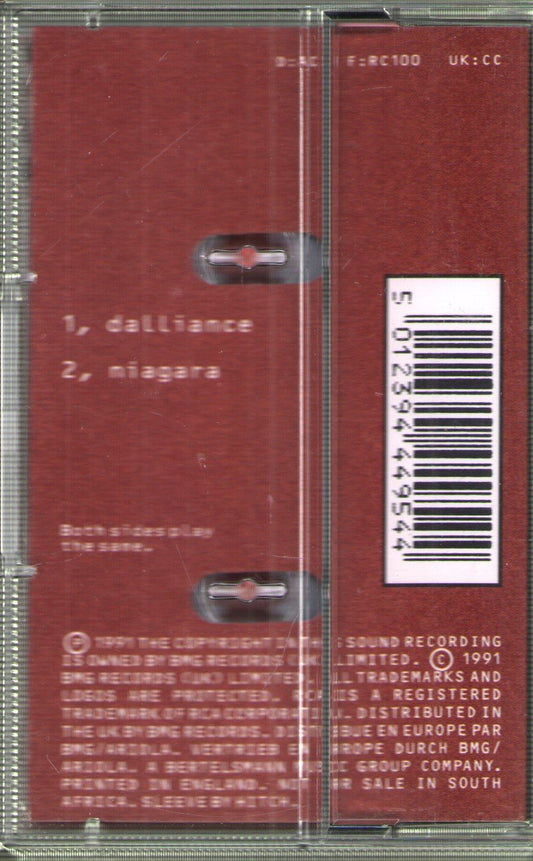 D:AC F:RC100 UK:CC
1, dalliance
2, niagara
5 012394 449544
Both sides play
the same.
Ⓟ 1991 THE COPYRIGHT IN THIS SOUND RECORDING
IS OWNED BY BMG RECORDS (UK) LIMITED. © 1991
BMG RECORDS (UK) LIMITED. ALL TRADEMARKS AND
LOGOS ARE PROTECTED. RCA IS A REGISTERED
TRADEMARK OF RCA CORPORATION. DISTRIBUTED IN
THE UK BY BMG RECORDS. DISTRIBUE EN EUROPE PAR
BMG/ARIOLA. VERTRIEB EN EUROPE DURCH BMG/
ARIOLA. A BERTELSMANN MUSIC GROUP COMPANY.
PRINTED IN ENGLAND. NOT FOR SALE IN SOUTH
AFRICA. SLEEVE BY HITCH.